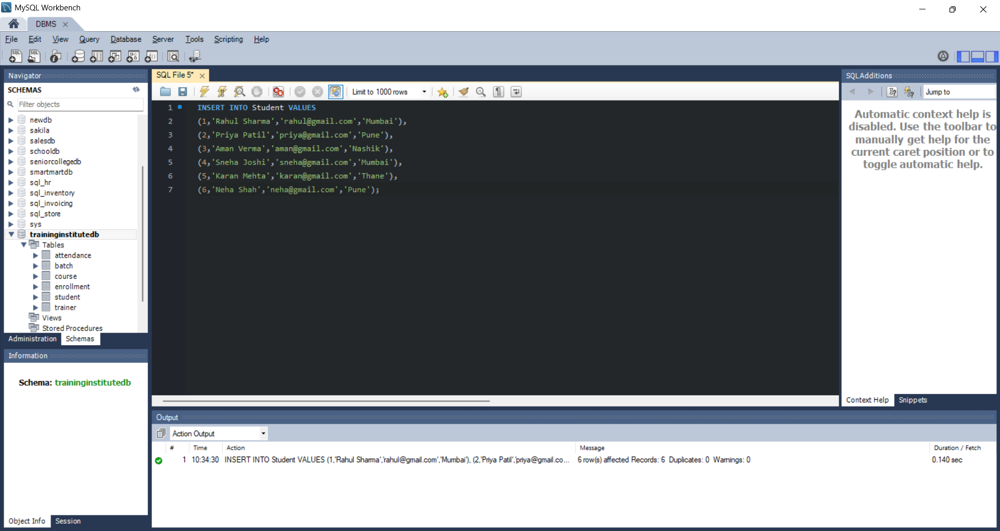 MySQL Workbench
DBMS
File Edit View Query Database Server Tools Scripting Help
Navigator
SCHEMAS
Filter objects
newdb
sakila
salesdb
schooldb
seniorcollegedb
smartmartdb
sql_hr
sql_inventory
sql_invoicing
sql_store
sys
traininginstitutedb
Tables
attendance
batch
course
enrollment
student
trainer
Views
Stored Procedures
Administration Schemas
Information
Schema: traininginstitutedb
Object Info Session
SQL File 5*
Limit to 1000 rows
1 INSERT INTO Student VALUES
2 (1,'Rahul Sharma','rahul@gmail.com','Mumbai'),
3 (2,'Priya Patil','priya@gmail.com','Pune'),
4 (3,'Aman Verma','aman@gmail.com','Nashik'),
5 (4,'Sneha Joshi','sneha@gmail.com','Mumbai'),
6 (5,'Karan Mehta','karan@gmail.com','Thane'),
7 (6,'Neha Shah','neha@gmail.com','Pune');
SQLAdditions
Jump to
Automatic context help is
disabled. Use the toolbar to
manually get help for the
current caret position or to
toggle automatic help.
Context Help Snippets
Output
Action Output
# Time Action Message Duration / Fetch
1 10:34:30 INSERT INTO Student VALUES (1,'Rahul Sharma','rahul@gmail.com','Mumbai'), (2,'Priya Patil','priya@gmail.co... 6 row(s) affected Records: 6 Duplicates: 0 Warnings: 0 0.140 sec